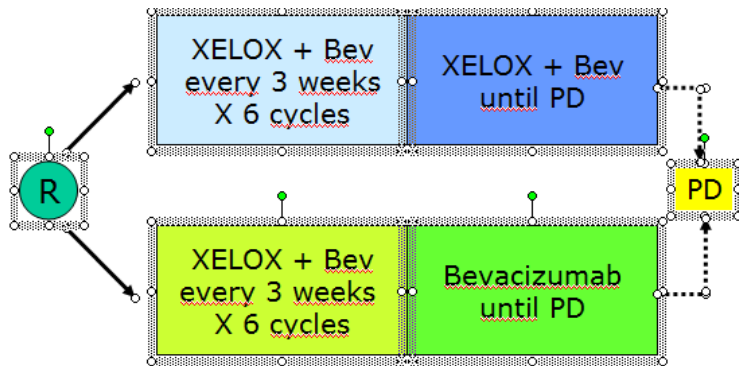 XELOX + Bev
every 3 weeks
X 6 cycles
XELOX + Bev
until PD
R
PD
XELOX + Bev
every 3 weeks
X 6 cycles
Bevacizumab
until PD